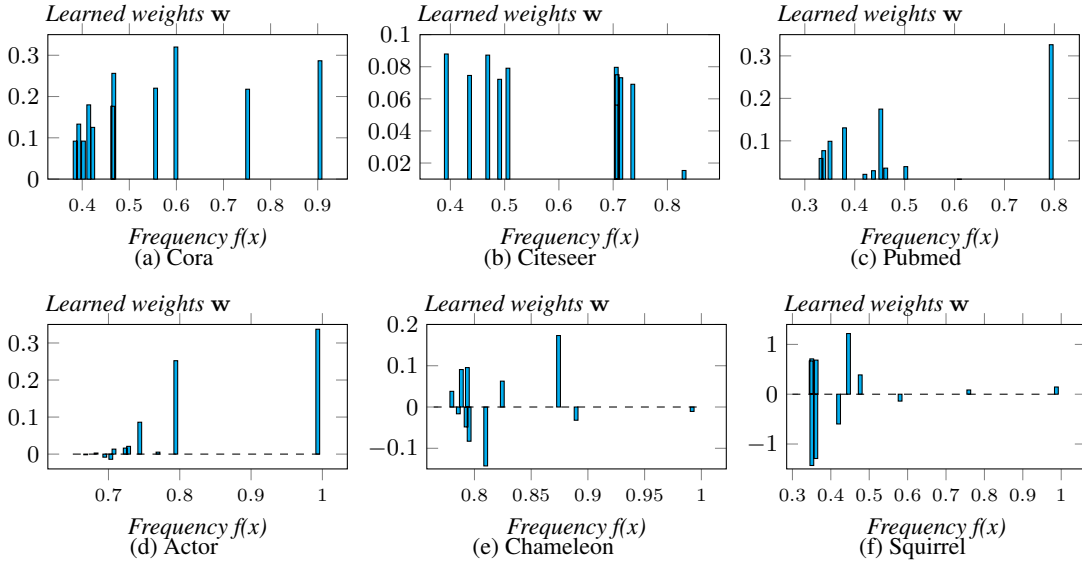 Learned weights w
Learned weights w
Learned weights w
0.3
0.2
0.1
0
0.4 0.5 0.6 0.7 0.8 0.9
Frequency f(x)
(a) Cora
0.1
0.08
0.06
0.04
0.02
0.4 0.5 0.6 0.7 0.8
Frequency f(x)
(b) Citeseer
0.3
0.2
0.1
0.3 0.4 0.5 0.6 0.7 0.8
Frequency f(x)
(c) Pubmed
Learned weights w
Learned weights w
Learned weights w
0.3
0.2
0.1
0
0.7 0.8 0.9 1
Frequency f(x)
(d) Actor
0.2
0.1
0
−0.1
0.8 0.85 0.9 0.95 1
Frequency f(x)
(e) Chameleon
1
0
−1
0.3 0.4 0.5 0.6 0.7 0.8 0.9 1
Frequency f(x)
(f) Squirrel